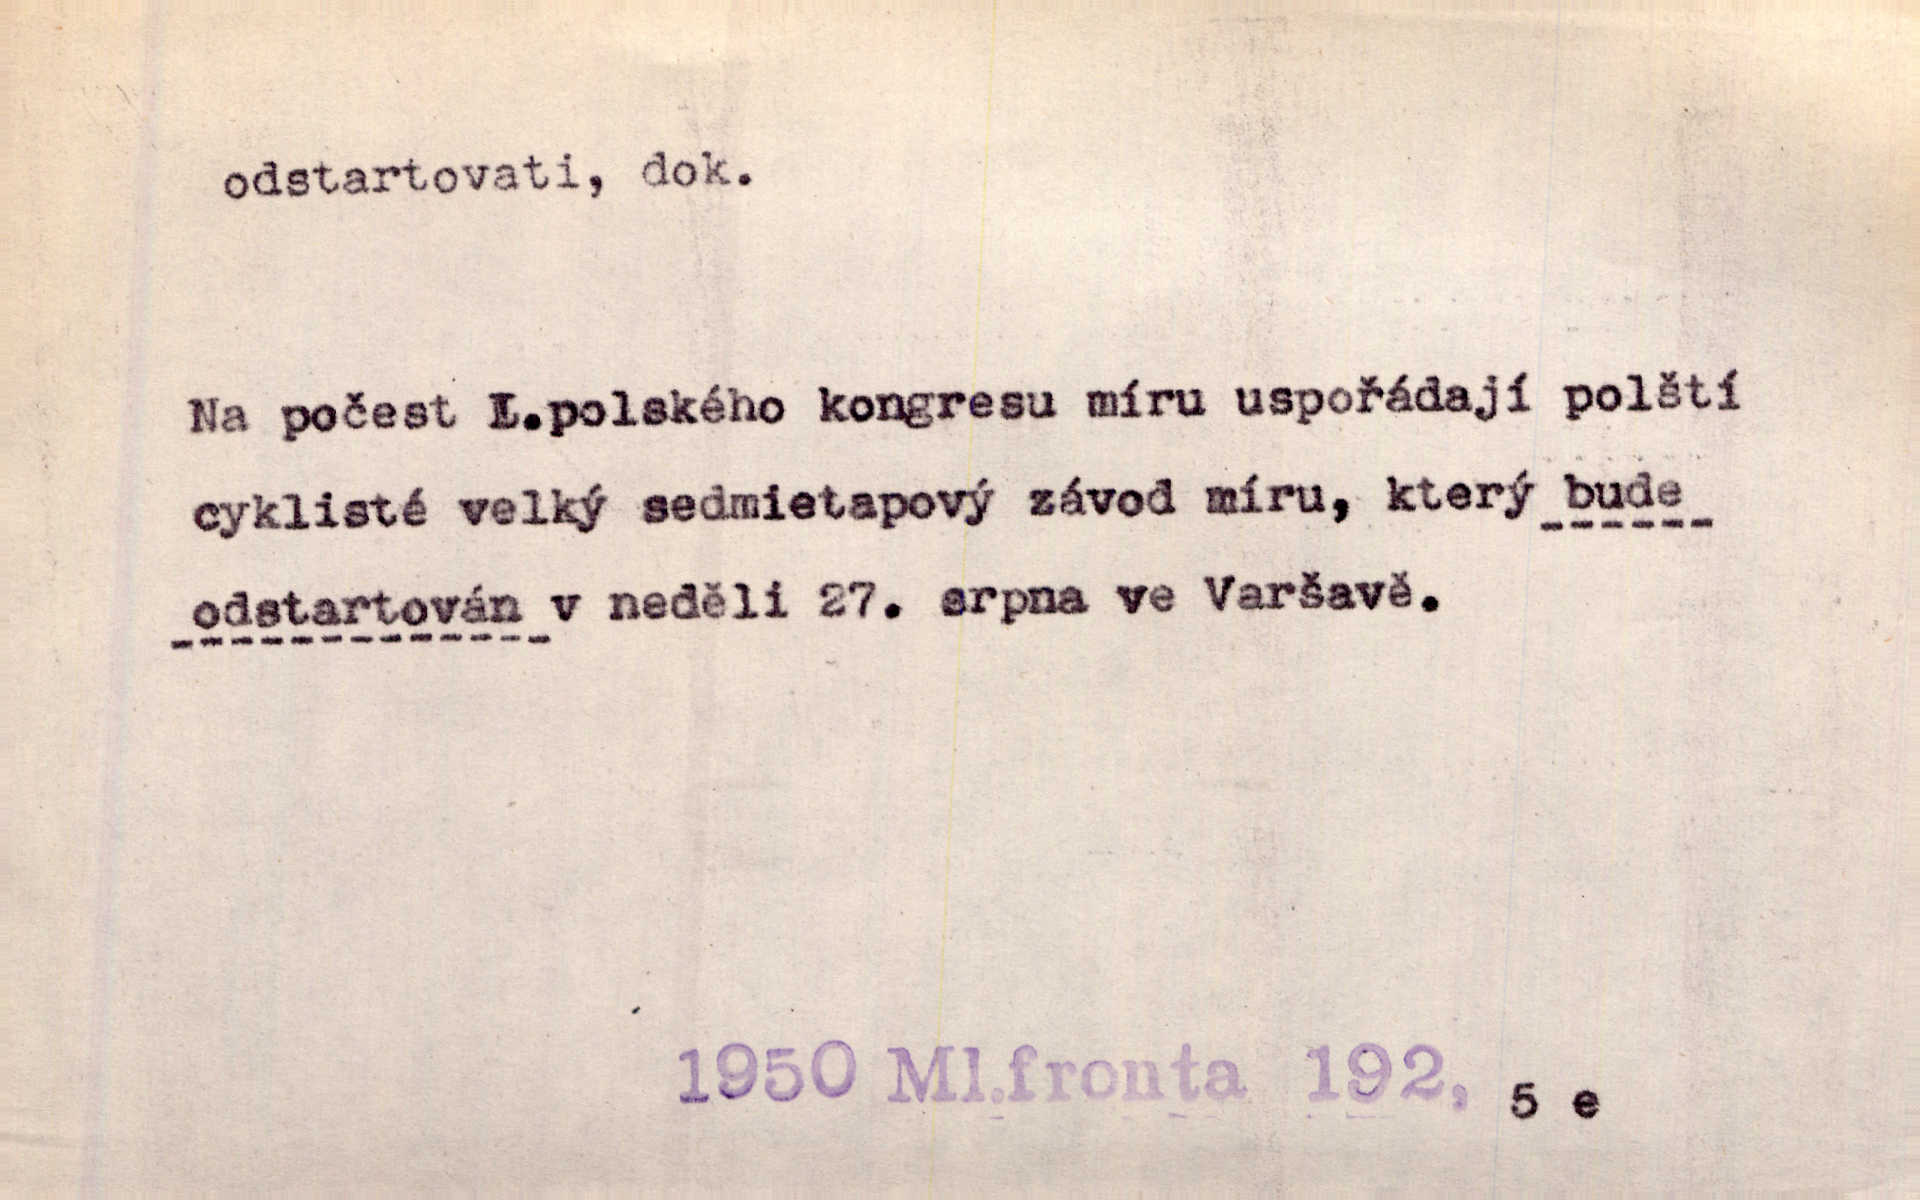 odstartovati, dok.
Na počest I.polského kongresu míru uspořádají polští
cyklisté velký sedmietapový závod míru, který bude
odstartován v neděli 27. srpna ve Varšavě.
1950 Ml.fronta 192, 5 e